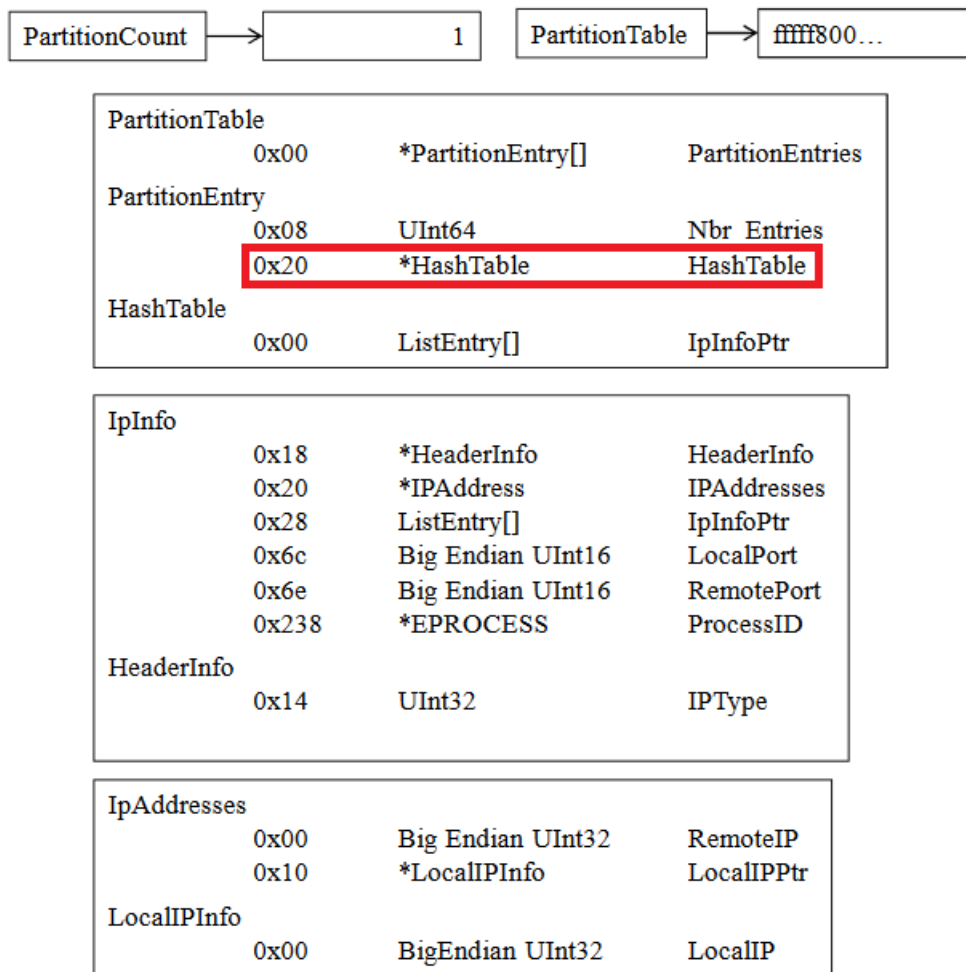 PartitionCount 1 PartitionTable fffff800...
PartitionTable
0x00 *PartitionEntry[] PartitionEntries
PartitionEntry
0x08 UInt64 Nbr Entries
0x20 *HashTable HashTable
HashTable
0x00 ListEntry[] IpInfoPtr
IpInfo
0x18 *HeaderInfo HeaderInfo
0x20 *IPAddress IPAddresses
0x28 ListEntry[] IpInfoPtr
0x6c Big Endian UInt16 LocalPort
0x6e Big Endian UInt16 RemotePort
0x238 *EPROCESS ProcessID
HeaderInfo
0x14 UInt32 IPType
IpAddresses
0x00 Big Endian UInt32 RemoteIP
0x10 *LocalIPInfo LocalIPPtr
LocalIPInfo
0x00 BigEndian UInt32 LocalIP